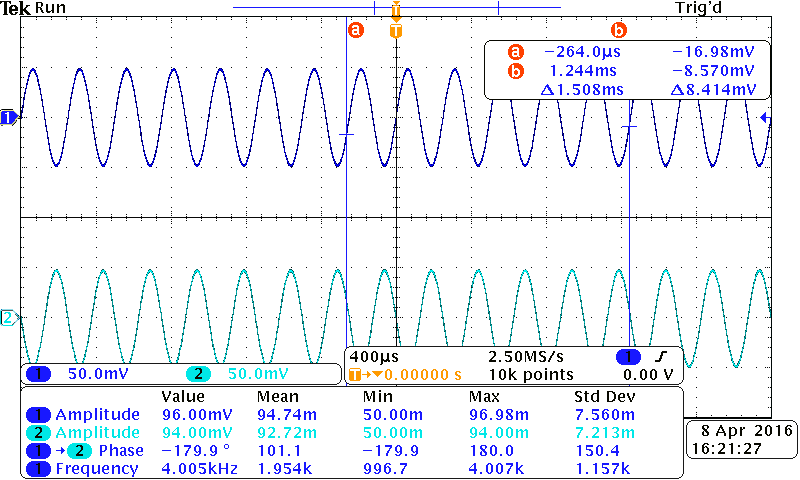 Tek Run Trig'd
a T b
T
a −264.0µs −16.98mV
b 1.244ms −8.570mV
Δ1.508ms Δ8.414mV
1
2
1 50.0mV 2 50.0mV
400µs 2.50MS/s 1
T→▼0.00000 s 10k points 0.00 V
Value Mean Min Max Std Dev
1 Amplitude 96.00mV 94.74m 50.00m 96.98m 7.560m
2 Amplitude 94.00mV 92.72m 50.00m 94.00m 7.213m
1 → 2 Phase −179.9 ° 101.1 −179.9 180.0 150.4
1 Frequency 4.005kHz 1.954k 996.7 4.007k 1.157k
8 Apr 2016
16:21:27